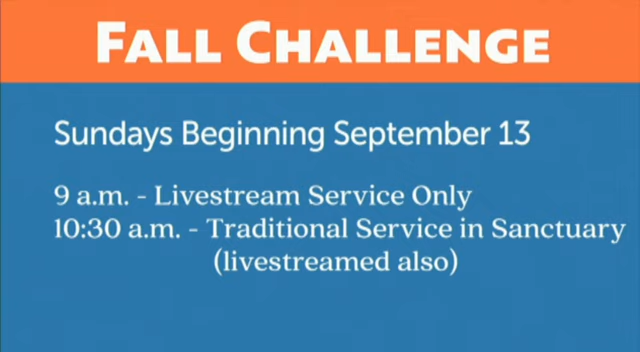 FALL CHALLENGE
Sundays Beginning September 13
9 a.m. - Livestream Service Only
10:30 a.m. - Traditional Service in Sanctuary
(livestreamed also)